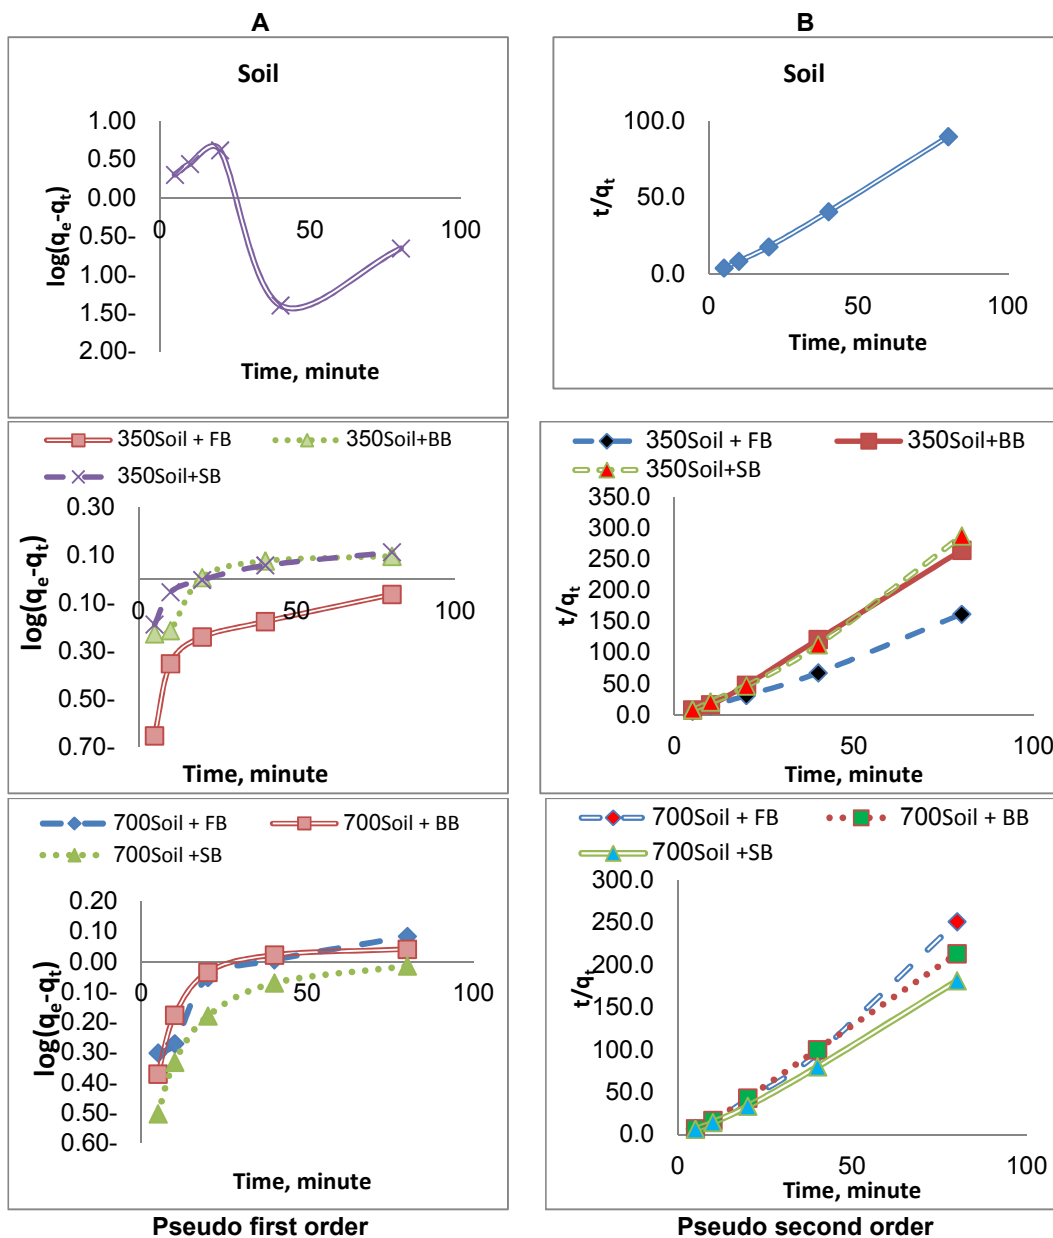 A
B
Soil
1.00
0.50
0.00
0.50-
1.00-
1.50-
2.00-
0
50
100
log(qe-qt)
Time, minute
Soil
100.0
50.0
0.0
0
50
100
t/qt
Time, minute
350Soil + FB
350Soil+BB
350Soil+SB
0.30
0.10
0.10-
0.30-
0.50-
0.70-
0
50
100
log(qe-qt)
Time, minute
350Soil + FB
350Soil+BB
350Soil+SB
350.0
300.0
250.0
200.0
150.0
100.0
50.0
0.0
0
50
100
t/qt
Time, minute
700Soil + FB
700Soil + BB
700Soil +SB
0.20
0.10
0.00
0.10-
0.20-
0.30-
0.40-
0.50-
0.60-
0
50
100
log(qe-qt)
Time, minute
700Soil + FB
700Soil + BB
700Soil +SB
300.0
250.0
200.0
150.0
100.0
50.0
0.0
0
50
100
t/qt
Time, minute
Pseudo first order
Pseudo second order